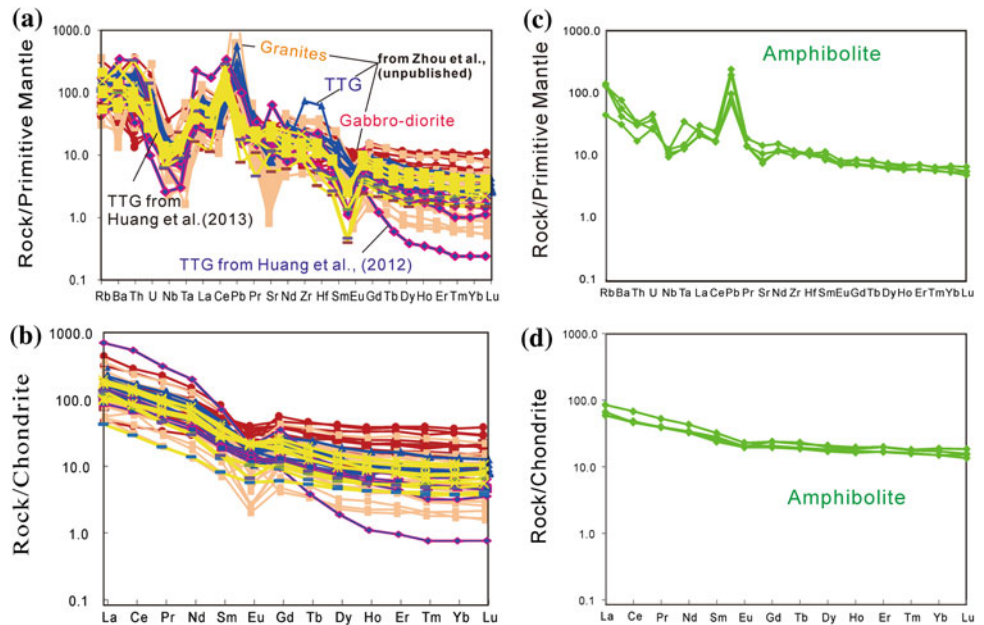 (a)
Rock/Primitive Mantle
1000.0
100.0
10.0
1.0
0.1
Granites
from Zhou et al.,
(unpublished)
TTG
Gabbro-diorite
TTG from
Huang et al.(2013)
TTG from Huang et al., (2012)
Rb Ba Th U Nb Ta La Ce Pb Pr Sr Nd Zr Hf Sm Eu Gd Tb Dy Ho Er Tm Yb Lu
(c)
Rock/Primitive Mantle
1000.0
100.0
10.0
1.0
0.1
Amphibolite
Rb Ba Th U Nb Ta La Ce Pb Pr Sr Nd Zr Hf Sm Eu Gd Tb Dy Ho Er Tm Yb Lu
(b)
Rock/Chondrite
1000.0
100.0
10.0
1.0
0.1
La Ce Pr Nd Sm Eu Gd Tb Dy Ho Er Tm Yb Lu
(d)
Rock/Chondrite
1000.0
100.0
10.0
1.0
0.1
Amphibolite
La Ce Pr Nd Sm Eu Gd Tb Dy Ho Er Tm Yb Lu